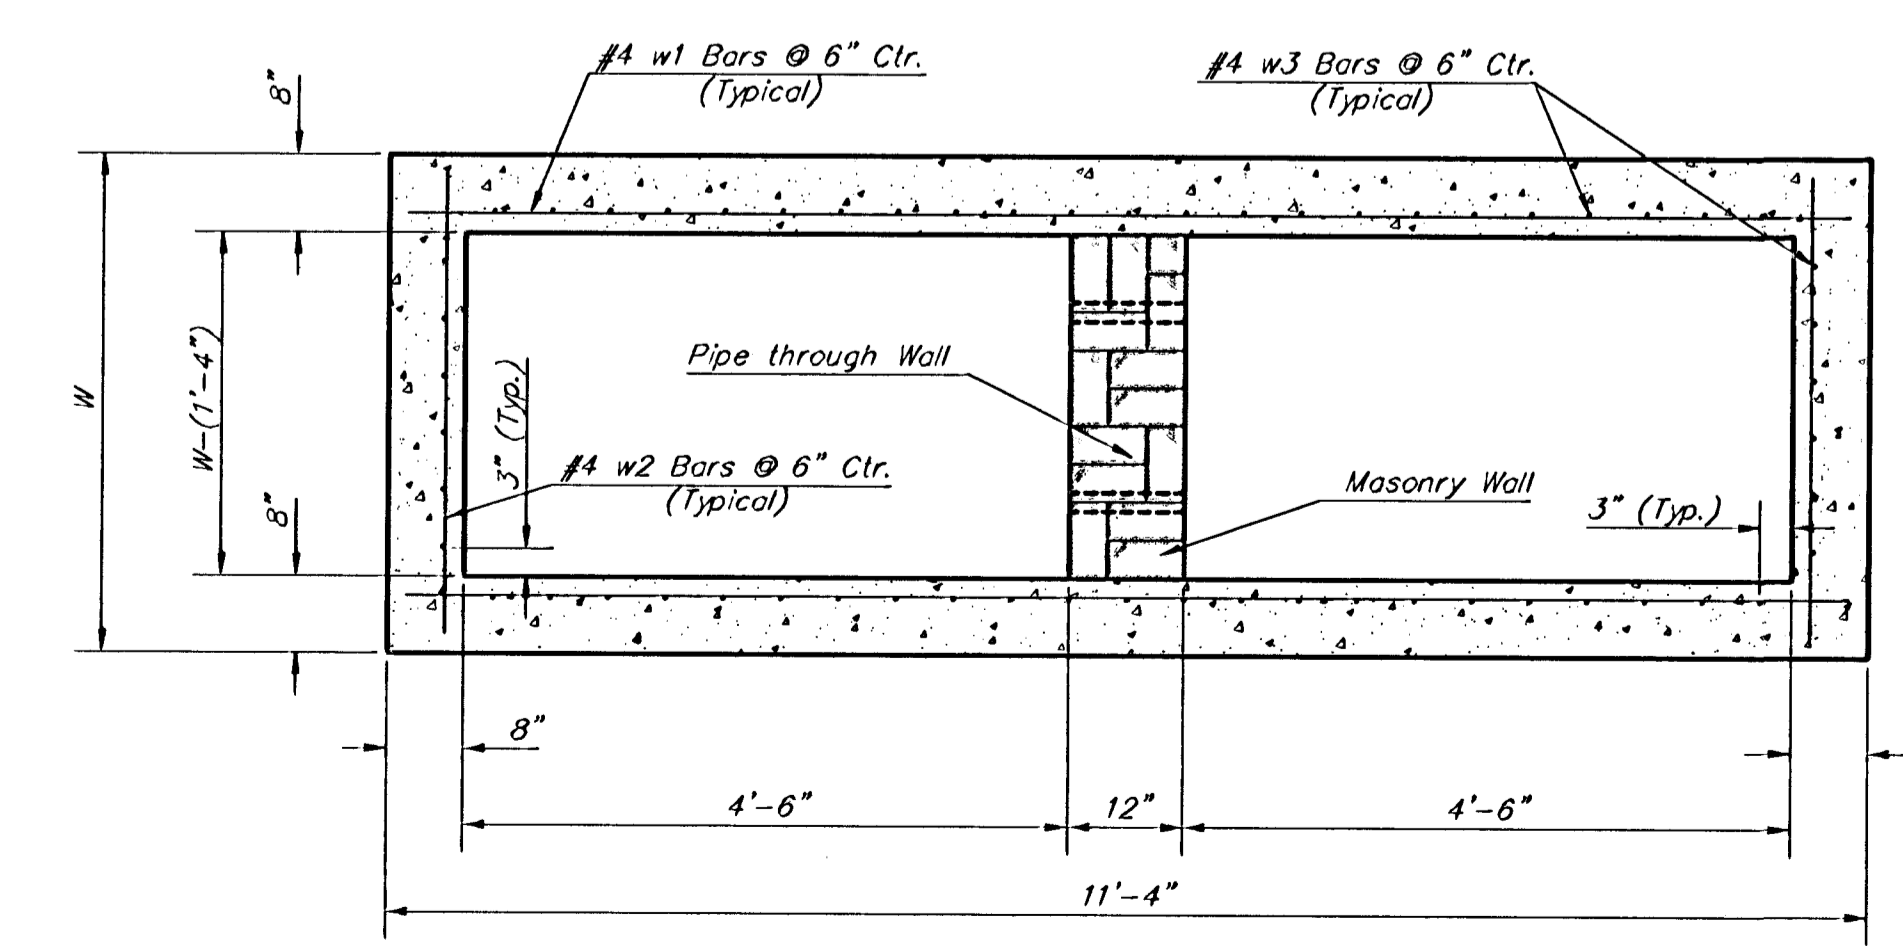 #4 w1 Bars @ 6" Ctr.
(Typical)
#4 w3 Bars @ 6" Ctr.
(Typical)
8"
W
W-(1'-4")
Pipe through Wall
3" (Typ.)
#4 w2 Bars @ 6" Ctr.
(Typical)
Masonry Wall
3" (Typ.)
8"
8"
4'-6"
12"
4'-6"
11'-4"